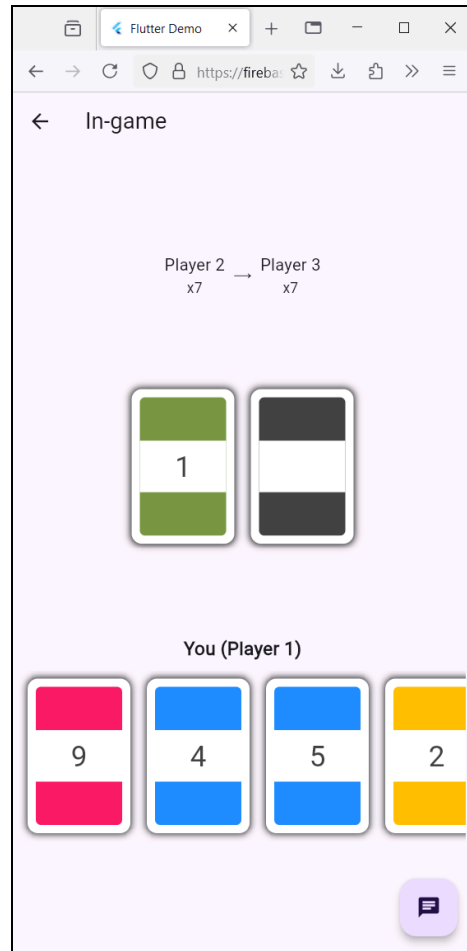 Flutter Demo
https://fireba
In-game
Player 2 → Player 3
x7 x7
1
You (Player 1)
9 4 5 2